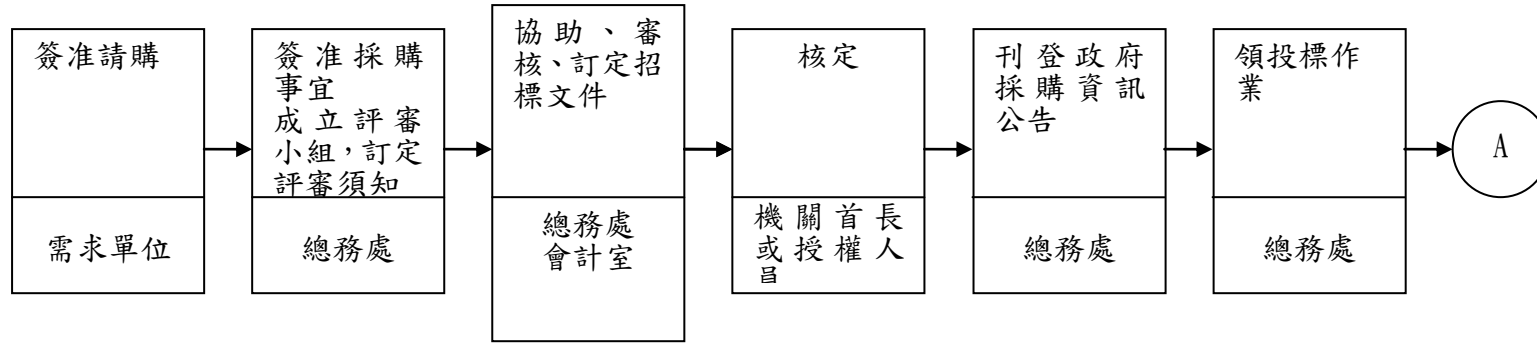 簽准請購
需求單位
簽准採購
事宜
成立評審
小組，訂定
評審須知
總務處
協助、審
核、訂定招
標文件
總務處
會計室
核定
機關首長
或授權人
員
刊登政府
採購資訊
公告
總務處
領投標作
業
總務處
A